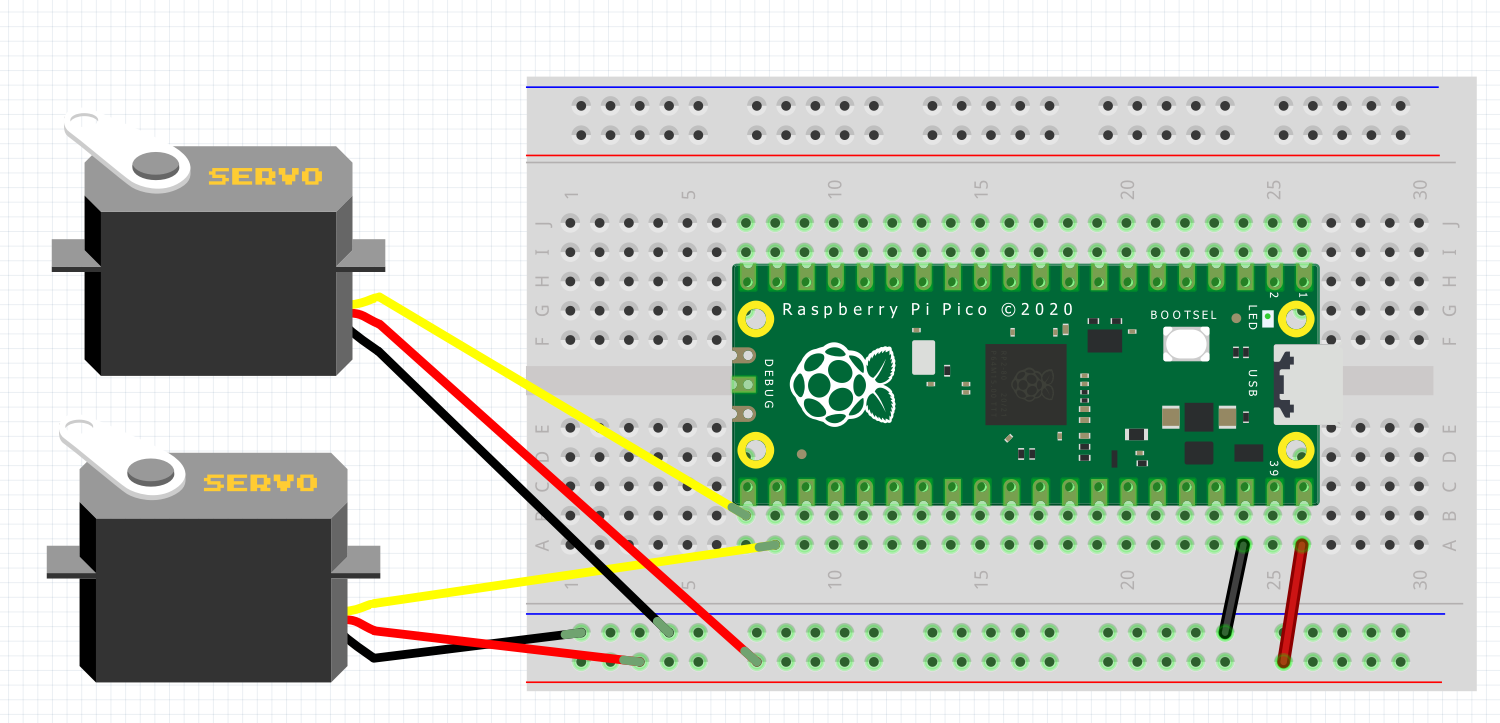 SERVO
SERVO
1 5 10 15 20 25 30
J J
I I
H H
G G
F F
2 1
Raspberry Pi Pico ©2020
BOOTSEL
LED
DEBUG
USB
39
E E
D D
C C
B B
A A
1 5 10 15 20 25 30